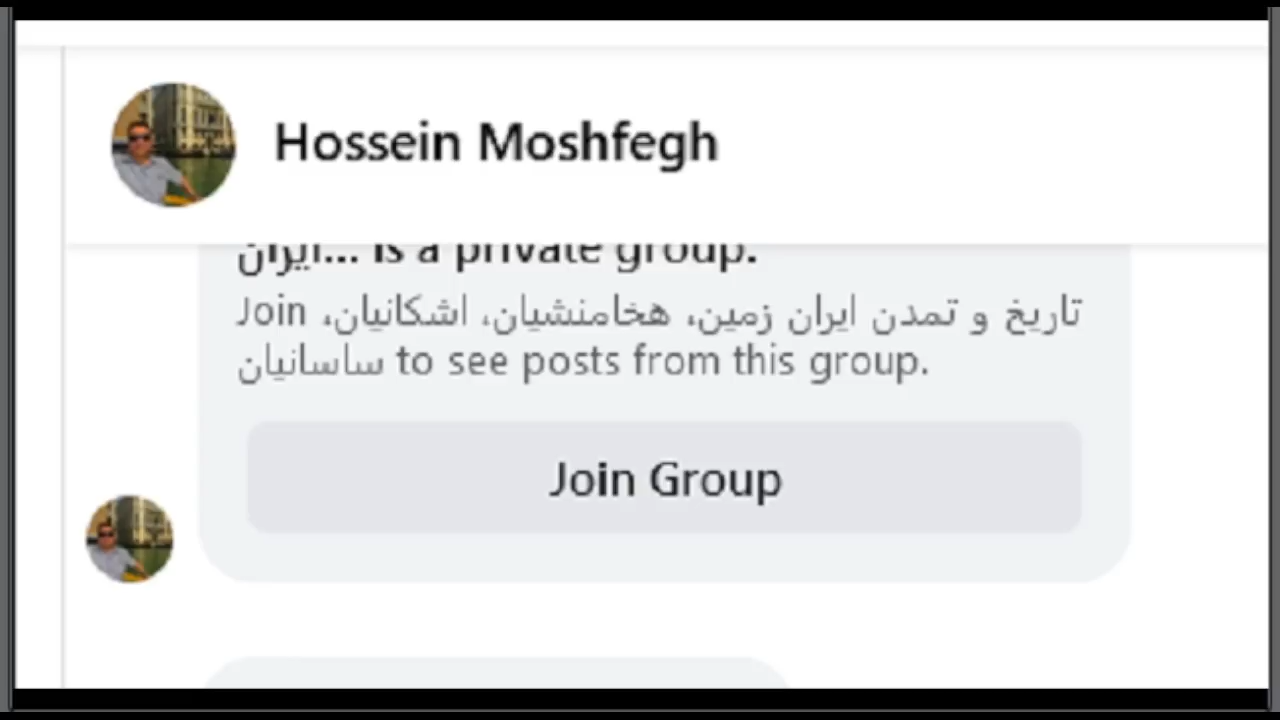 Hossein Moshfegh
ایران... is a private group.
Join تاریخ و تمدن ایران زمین، هخامنشیان، اشکانیان،
ساسانیان to see posts from this group.
Join Group